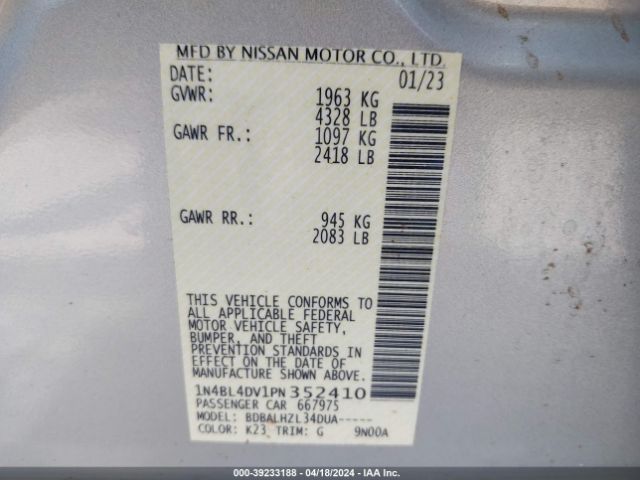 MFD BY NISSAN MOTOR CO., LTD.
DATE: 01/23
GVWR: 1963 KG
4328 LB
GAWR FR.: 1097 KG
2418 LB
GAWR RR.: 945 KG
2083 LB
THIS VEHICLE CONFORMS TO
ALL APPLICABLE FEDERAL
MOTOR VEHICLE SAFETY,
BUMPER, AND THEFT
PREVENTION STANDARDS IN
EFFECT ON THE DATE OF
MANUFACTURE SHOWN ABOVE.
1N4BL4DV1PN352410
PASSENGER CAR 667975
MODEL: BDBALHZL34DUA-----
COLOR: K23 TRIM: G 9N00A
000-39233188 - 04/18/2024 - IAA Inc.